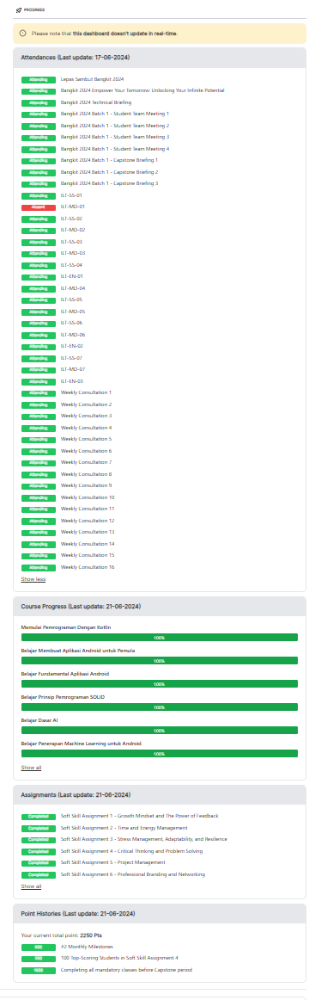 PROGRESS
Please note that this dashboard doesn't update in real-time.
Attendances (Last update: 17-06-2024)
Attending Lepas Sambut Bangkit 2024
Attending Bangkit 2024 Empower Your Tomorrow: Unlocking Your Infinite Potential
Attending Bangkit 2024 Technical Briefing
Attending Bangkit 2024 Batch 1 - Student Team Meeting 1
Attending Bangkit 2024 Batch 1 - Student Team Meeting 2
Attending Bangkit 2024 Batch 1 - Student Team Meeting 3
Attending Bangkit 2024 Batch 1 - Student Team Meeting 4
Attending Bangkit 2024 Batch 1 - Capstone Briefing 1
Attending Bangkit 2024 Batch 1 - Capstone Briefing 2
Attending Bangkit 2024 Batch 1 - Capstone Briefing 3
Attending ILT-SS-01
Absent ILT-MD-01
Attending ILT-SS-02
Attending ILT-MD-02
Attending ILT-SS-03
Attending ILT-MD-03
Attending ILT-SS-04
Attending ILT-EN-01
Attending ILT-MD-04
Attending ILT-SS-05
Attending ILT-MD-05
Attending ILT-SS-06
Attending ILT-MD-06
Attending ILT-EN-02
Attending ILT-SS-07
Attending ILT-MD-07
Attending ILT-EN-03
Attending Weekly Consultation 1
Attending Weekly Consultation 2
Attending Weekly Consultation 3
Attending Weekly Consultation 4
Attending Weekly Consultation 5
Attending Weekly Consultation 6
Attending Weekly Consultation 7
Attending Weekly Consultation 8
Attending Weekly Consultation 9
Attending Weekly Consultation 10
Attending Weekly Consultation 11
Attending Weekly Consultation 12
Attending Weekly Consultation 13
Attending Weekly Consultation 14
Attending Weekly Consultation 15
Attending Weekly Consultation 16
Show less
Course Progress (Last update: 21-06-2024)
Memulai Pemrograman Dengan Kotlin
100%
Belajar Membuat Aplikasi Android untuk Pemula
100%
Belajar Fundamental Aplikasi Android
100%
Belajar Prinsip Pemrograman SOLID
100%
Belajar Dasar AI
100%
Belajar Penerapan Machine Learning untuk Android
100%
Show all
Assignments (Last update: 21-06-2024)
Completed Soft Skill Assignment 1 - Growth Mindset and The Power of Feedback
Completed Soft Skill Assignment 2 - Time and Energy Management
Completed Soft Skill Assignment 3 - Stress Management, Adaptability, and Resilience
Completed Soft Skill Assignment 4 - Critical Thinking and Problem Solving
Completed Soft Skill Assignment 5 - Project Management
Completed Soft Skill Assignment 6 - Professional Branding and Networking
Show all
Point Histories (Last update: 21-06-2024)
Your current total point: 2250 Pts
#2 Monthly Milestones
100 Top-Scoring Students in Soft Skill Assignment 4
Completing all mandatory classes before Capstone period